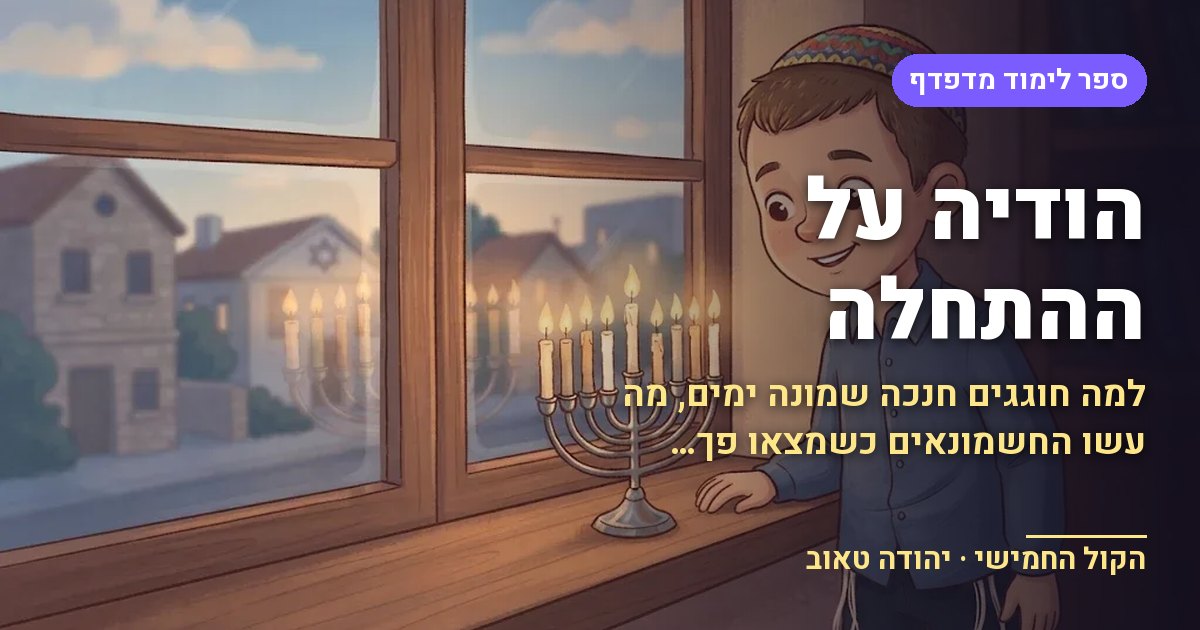 ספר לימוד מדפדף
הודיה על
ההתחלה
למה חוגגים חנכה שמונה ימים, מה
עשו החשמונאים כשמצאו פך...
הקול החמישי · יהודה טאוב